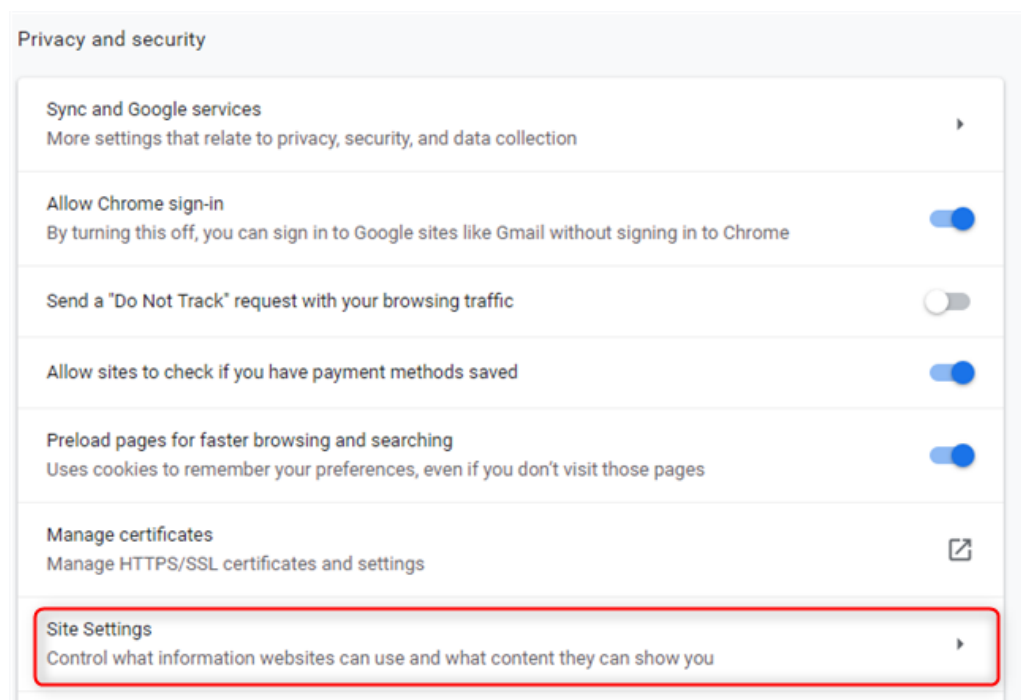 Privacy and security
Sync and Google services
More settings that relate to privacy, security, and data collection
Allow Chrome sign-in
By turning this off, you can sign in to Google sites like Gmail without signing in to Chrome
Send a "Do Not Track" request with your browsing traffic
Allow sites to check if you have payment methods saved
Preload pages for faster browsing and searching
Uses cookies to remember your preferences, even if you don't visit those pages
Manage certificates
Manage HTTPS/SSL certificates and settings
Site Settings
Control what information websites can use and what content they can show you